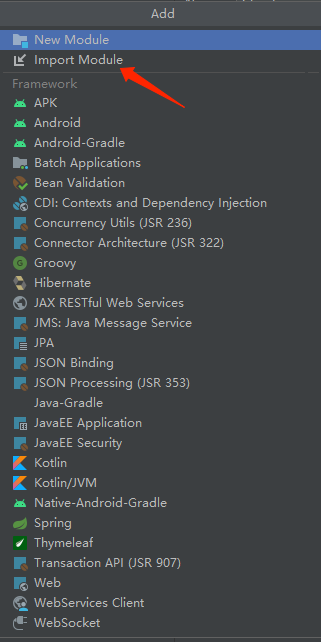 Add
New Module
Import Module
Framework
APK
Android
Android-Gradle
Batch Applications
Bean Validation
CDI: Contexts and Dependency Injection
Concurrency Utils (JSR 236)
Connector Architecture (JSR 322)
Groovy
Hibernate
JAX RESTful Web Services
JMS: Java Message Service
JPA
JSON Binding
JSON Processing (JSR 353)
Java-Gradle
JavaEE Application
JavaEE Security
Kotlin
Kotlin/JVM
Native-Android-Gradle
Spring
Thymeleaf
Transaction API (JSR 907)
Web
WebServices Client
WebSocket